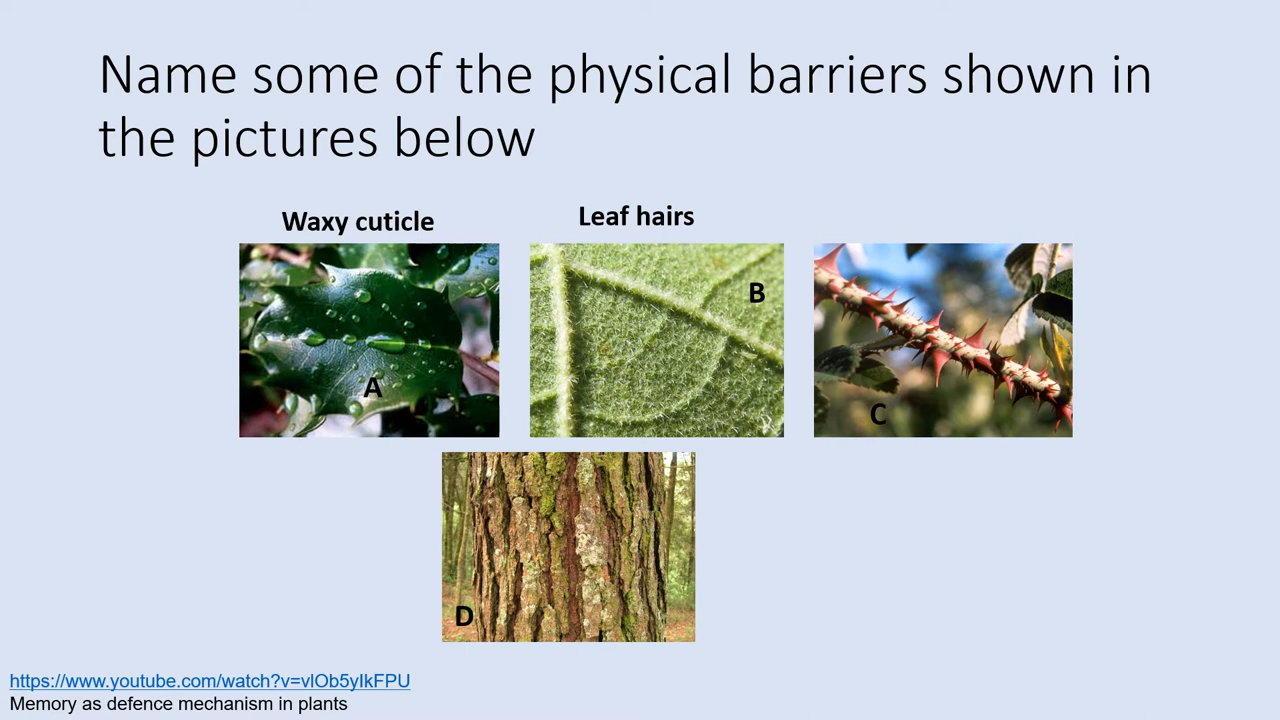 Name some of the physical barriers shown in
the pictures below
Waxy cuticle
Leaf hairs
A
B
C
D
https://www.youtube.com/watch?v=vlOb5yIkFPU
Memory as defence mechanism in plants